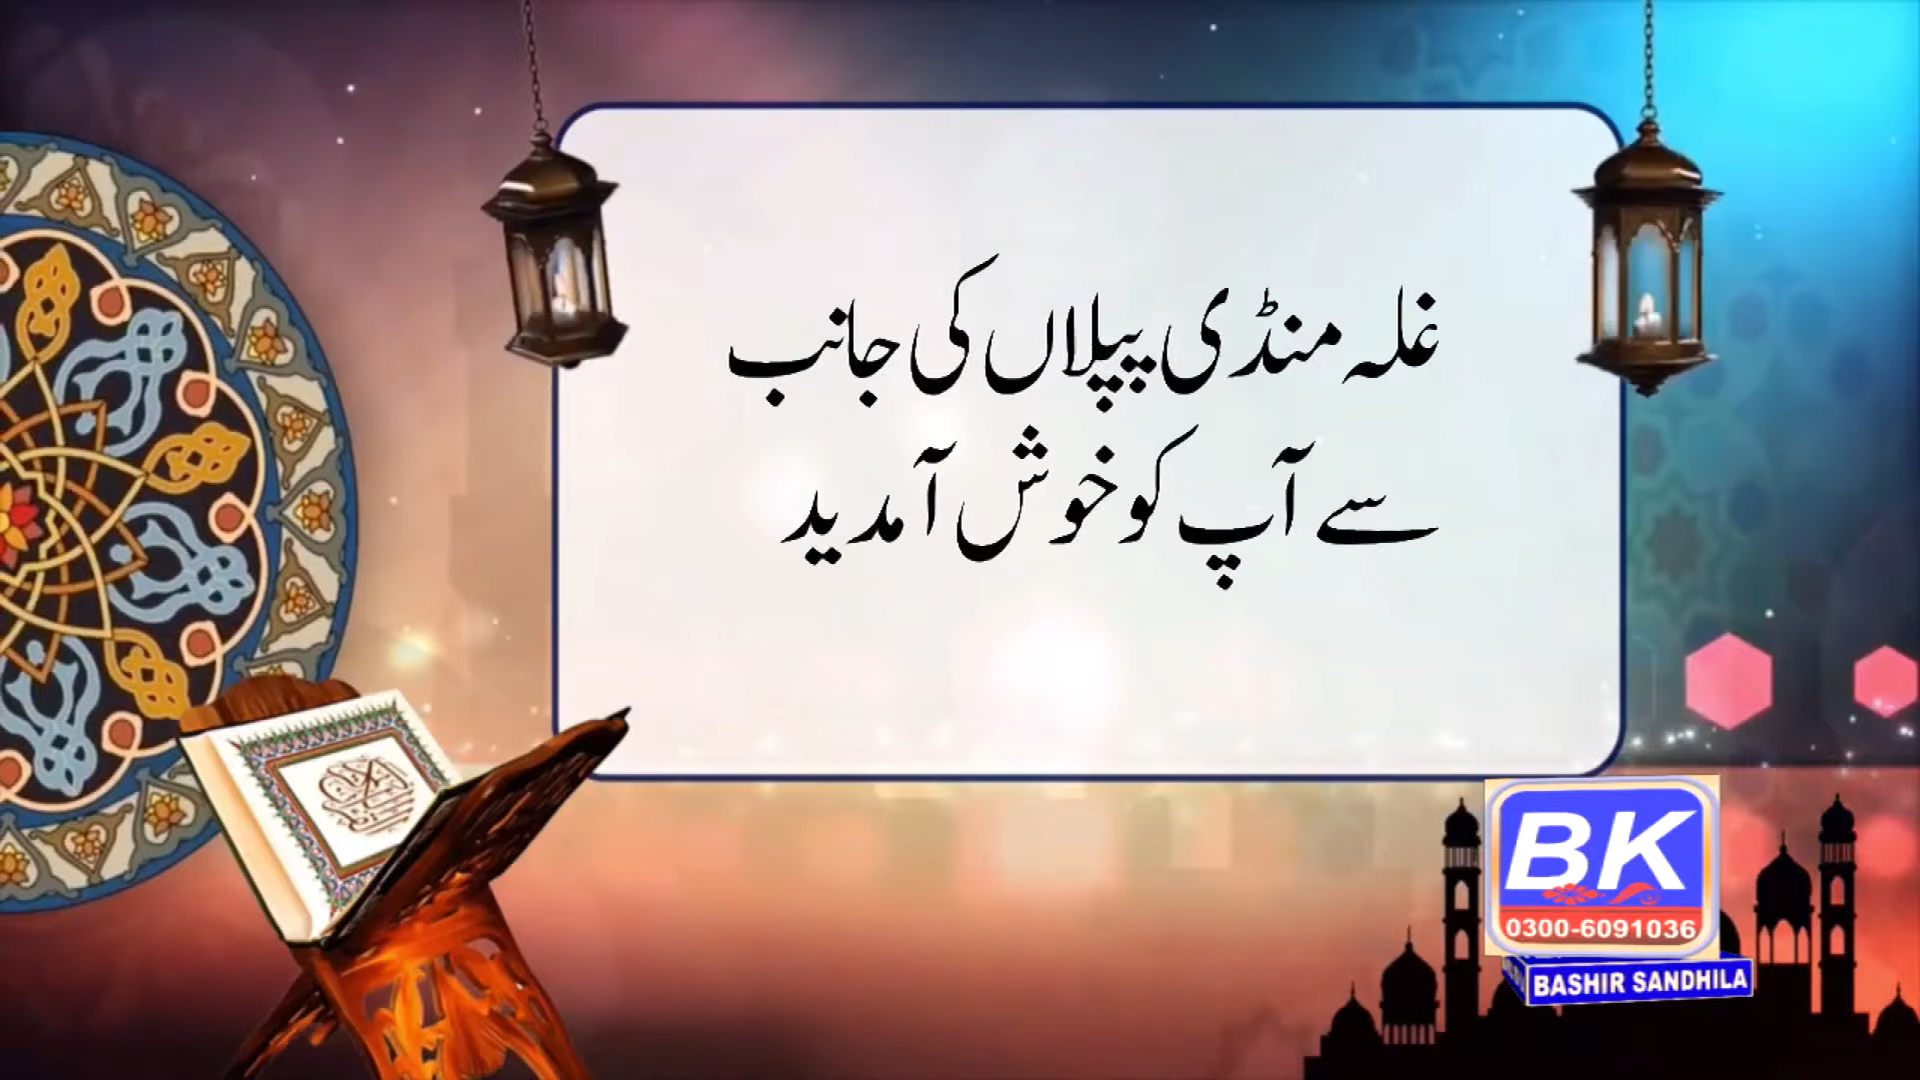 غلہ منڈی پپلاں کی جانب
سے آپ کو خوش آمدید
BK
0300-6091036
BASHIR SANDHILA